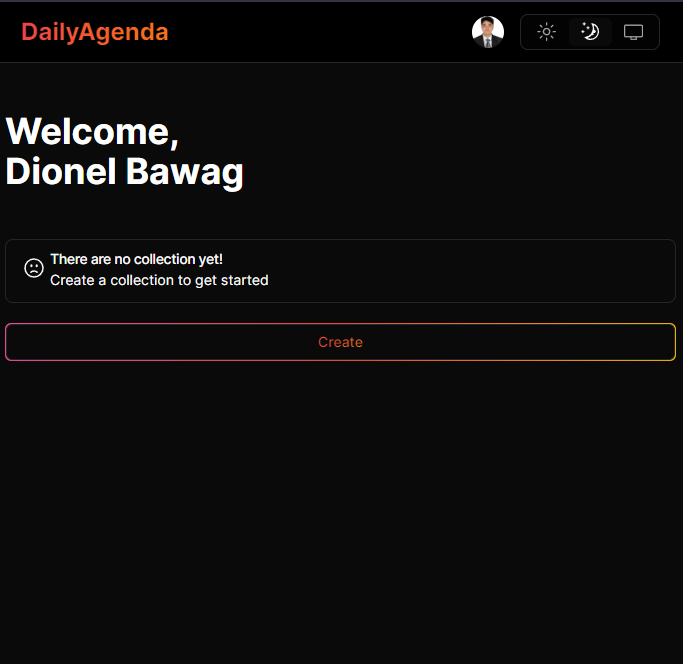 DailyAgenda
Welcome,
Dionel Bawag
There are no collection yet!
Create a collection to get started
Create